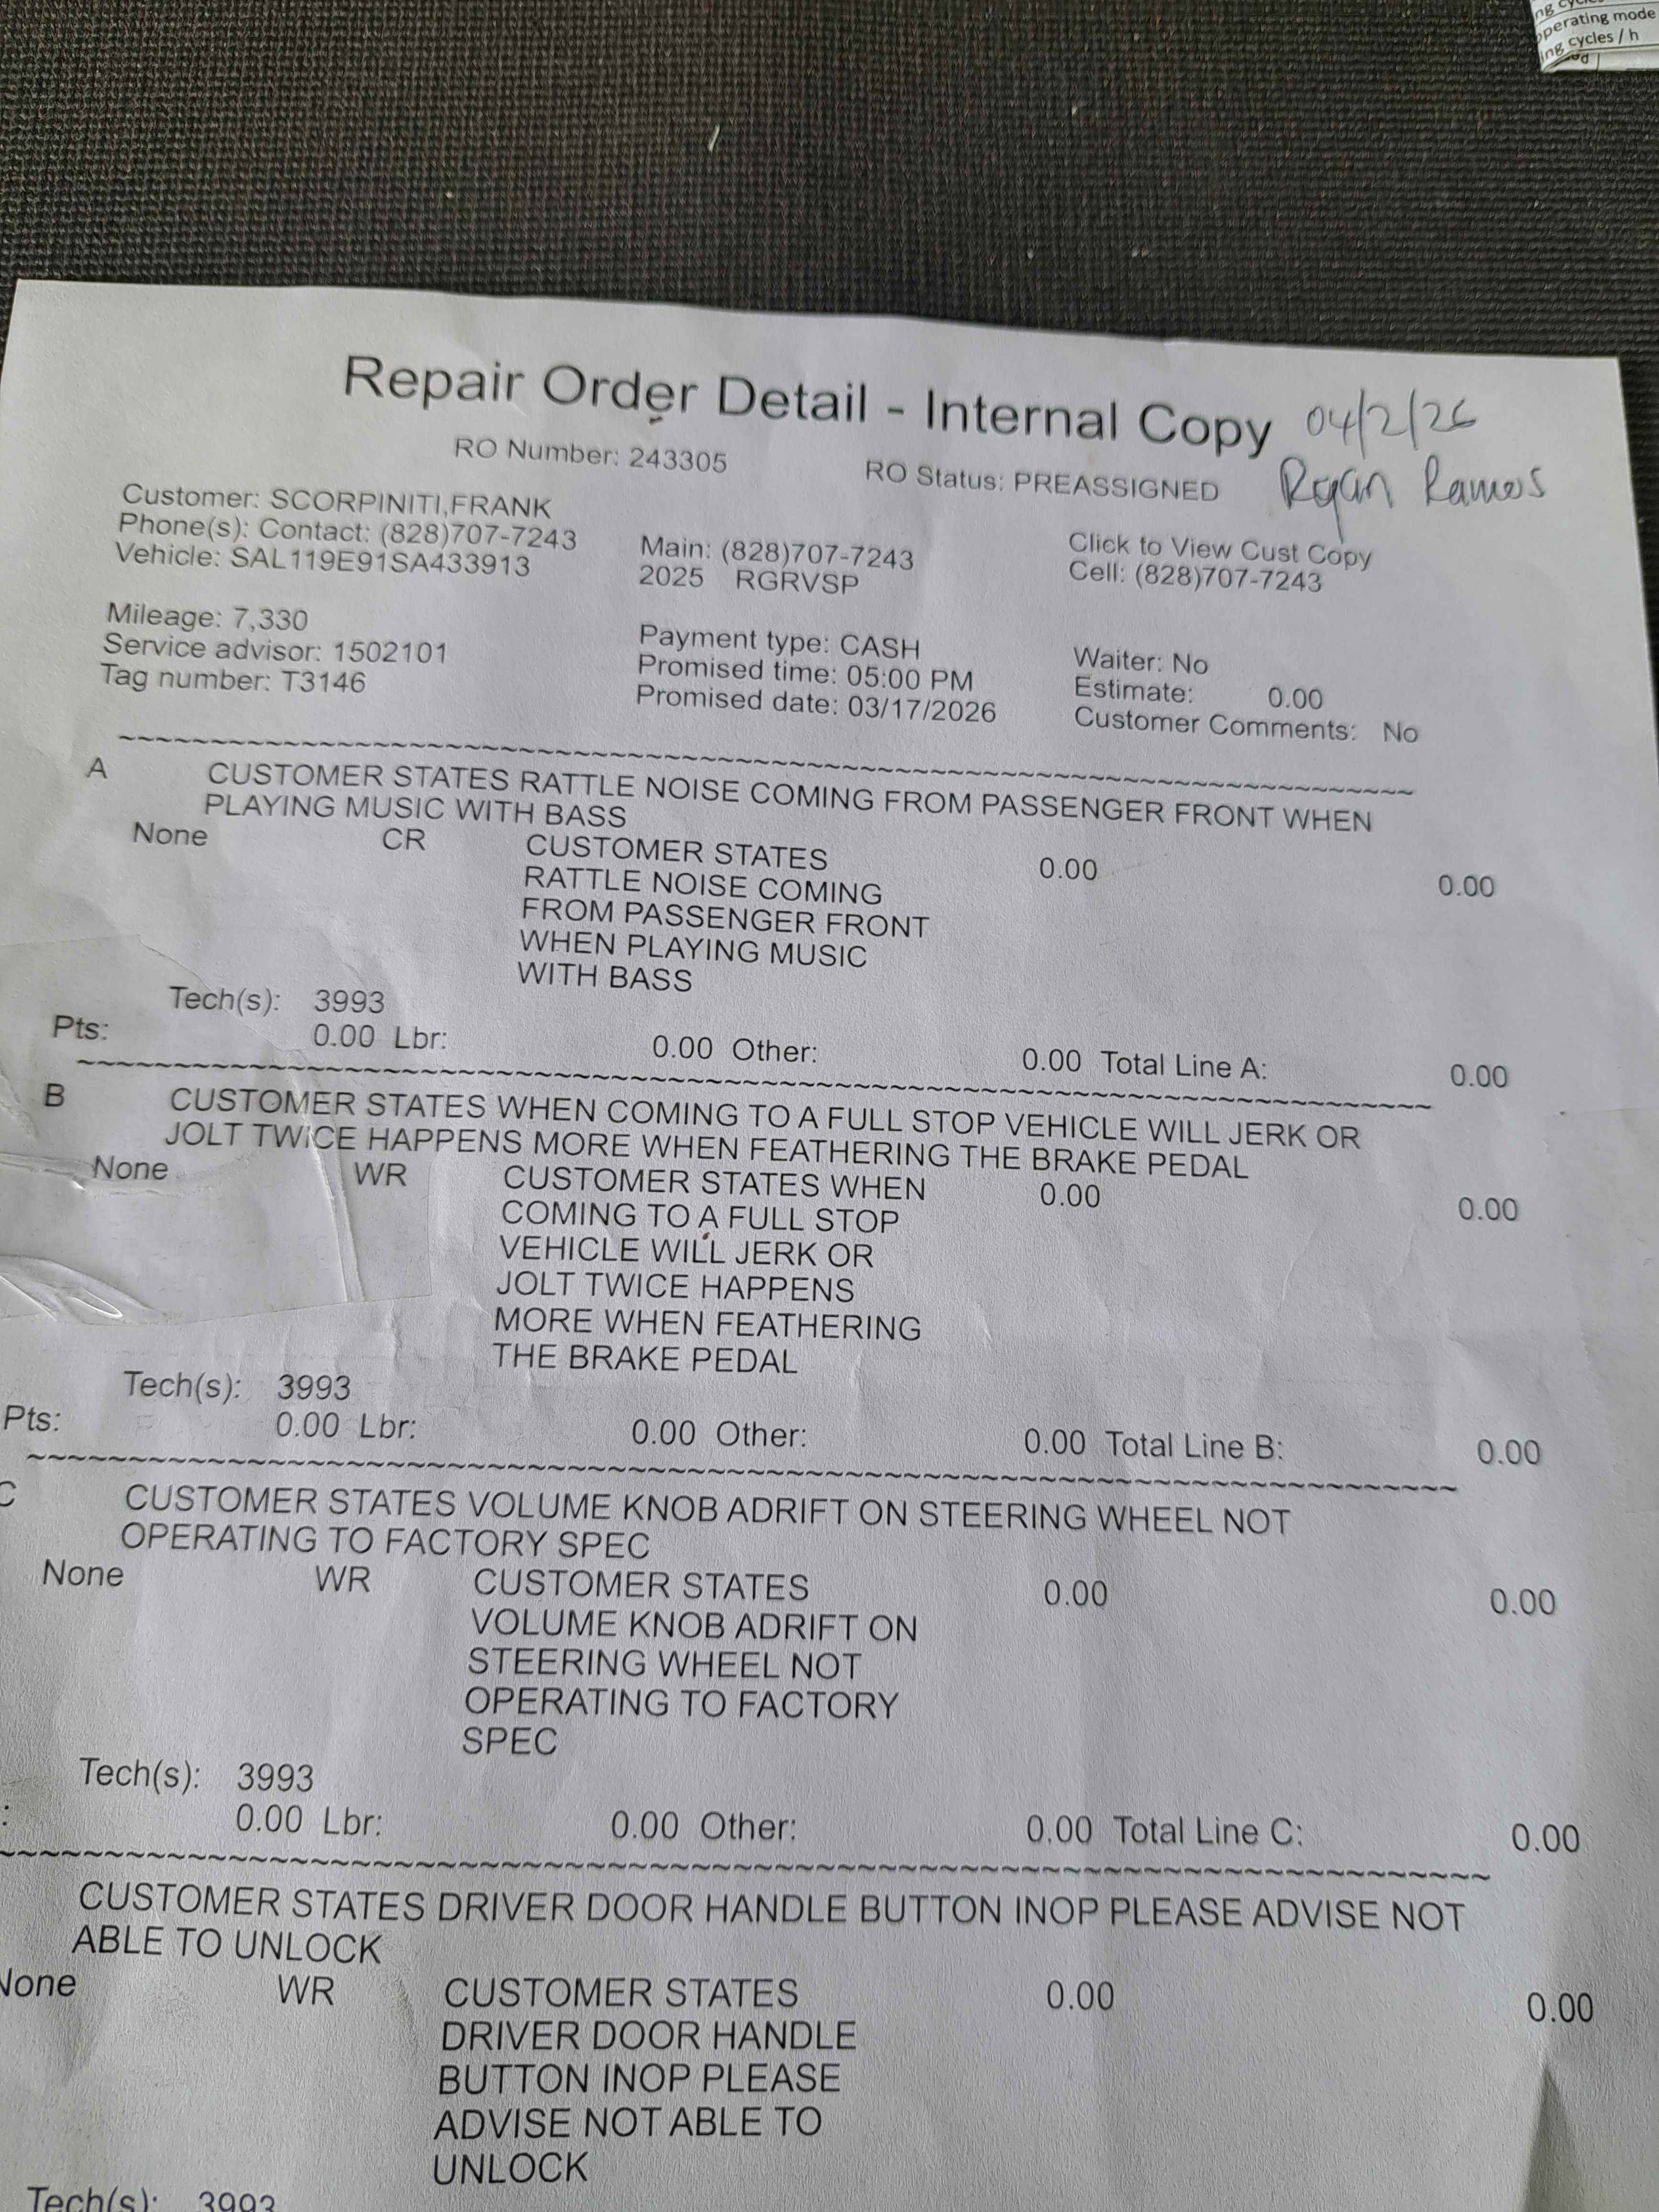 ng cycles
operating mode
ing cycles / h
Repair Order Detail - Internal Copy 04/2/26
RO Number: 243305 RO Status: PREASSIGNED Ryan Ramos
Customer: SCORPINITI,FRANK
Phone(s): Contact: (828)707-7243 Main: (828)707-7243 Click to View Cust Copy
Vehicle: SAL119E91SA433913 2025 RGRVSP Cell: (828)707-7243
Mileage: 7,330 Payment type: CASH Waiter: No
Service advisor: 1502101 Promised time: 05:00 PM Estimate: 0.00
Tag number: T3146 Promised date: 03/17/2026 Customer Comments: No
~~~~~~~~~~~~~~~~~~~~~~~~~~~~~~~~~~~~~~~~
A CUSTOMER STATES RATTLE NOISE COMING FROM PASSENGER FRONT WHEN
PLAYING MUSIC WITH BASS
None CR CUSTOMER STATES 0.00 0.00
RATTLE NOISE COMING
FROM PASSENGER FRONT
WHEN PLAYING MUSIC
WITH BASS
Tech(s): 3993
Pts: 0.00 Lbr: 0.00 Other: 0.00 Total Line A: 0.00
~~~~~~~~~~~~~~~~~~~~~~~~~~~~~~~~~~~~~~~~
B CUSTOMER STATES WHEN COMING TO A FULL STOP VEHICLE WILL JERK OR
JOLT TWICE HAPPENS MORE WHEN FEATHERING THE BRAKE PEDAL
None WR CUSTOMER STATES WHEN 0.00 0.00
COMING TO A FULL STOP
VEHICLE WILL JERK OR
JOLT TWICE HAPPENS
MORE WHEN FEATHERING
THE BRAKE PEDAL
Tech(s): 3993
Pts: 0.00 Lbr: 0.00 Other: 0.00 Total Line B: 0.00
~~~~~~~~~~~~~~~~~~~~~~~~~~~~~~~~~~~~~~~~
C CUSTOMER STATES VOLUME KNOB ADRIFT ON STEERING WHEEL NOT
OPERATING TO FACTORY SPEC
None WR CUSTOMER STATES 0.00 0.00
VOLUME KNOB ADRIFT ON
STEERING WHEEL NOT
OPERATING TO FACTORY
SPEC
Tech(s): 3993
: 0.00 Lbr: 0.00 Other: 0.00 Total Line C: 0.00
~~~~~~~~~~~~~~~~~~~~~~~~~~~~~~~~~~~~~~~~
CUSTOMER STATES DRIVER DOOR HANDLE BUTTON INOP PLEASE ADVISE NOT
ABLE TO UNLOCK
None WR CUSTOMER STATES 0.00 0.00
DRIVER DOOR HANDLE
BUTTON INOP PLEASE
ADVISE NOT ABLE TO
UNLOCK
Tech(s): 3993